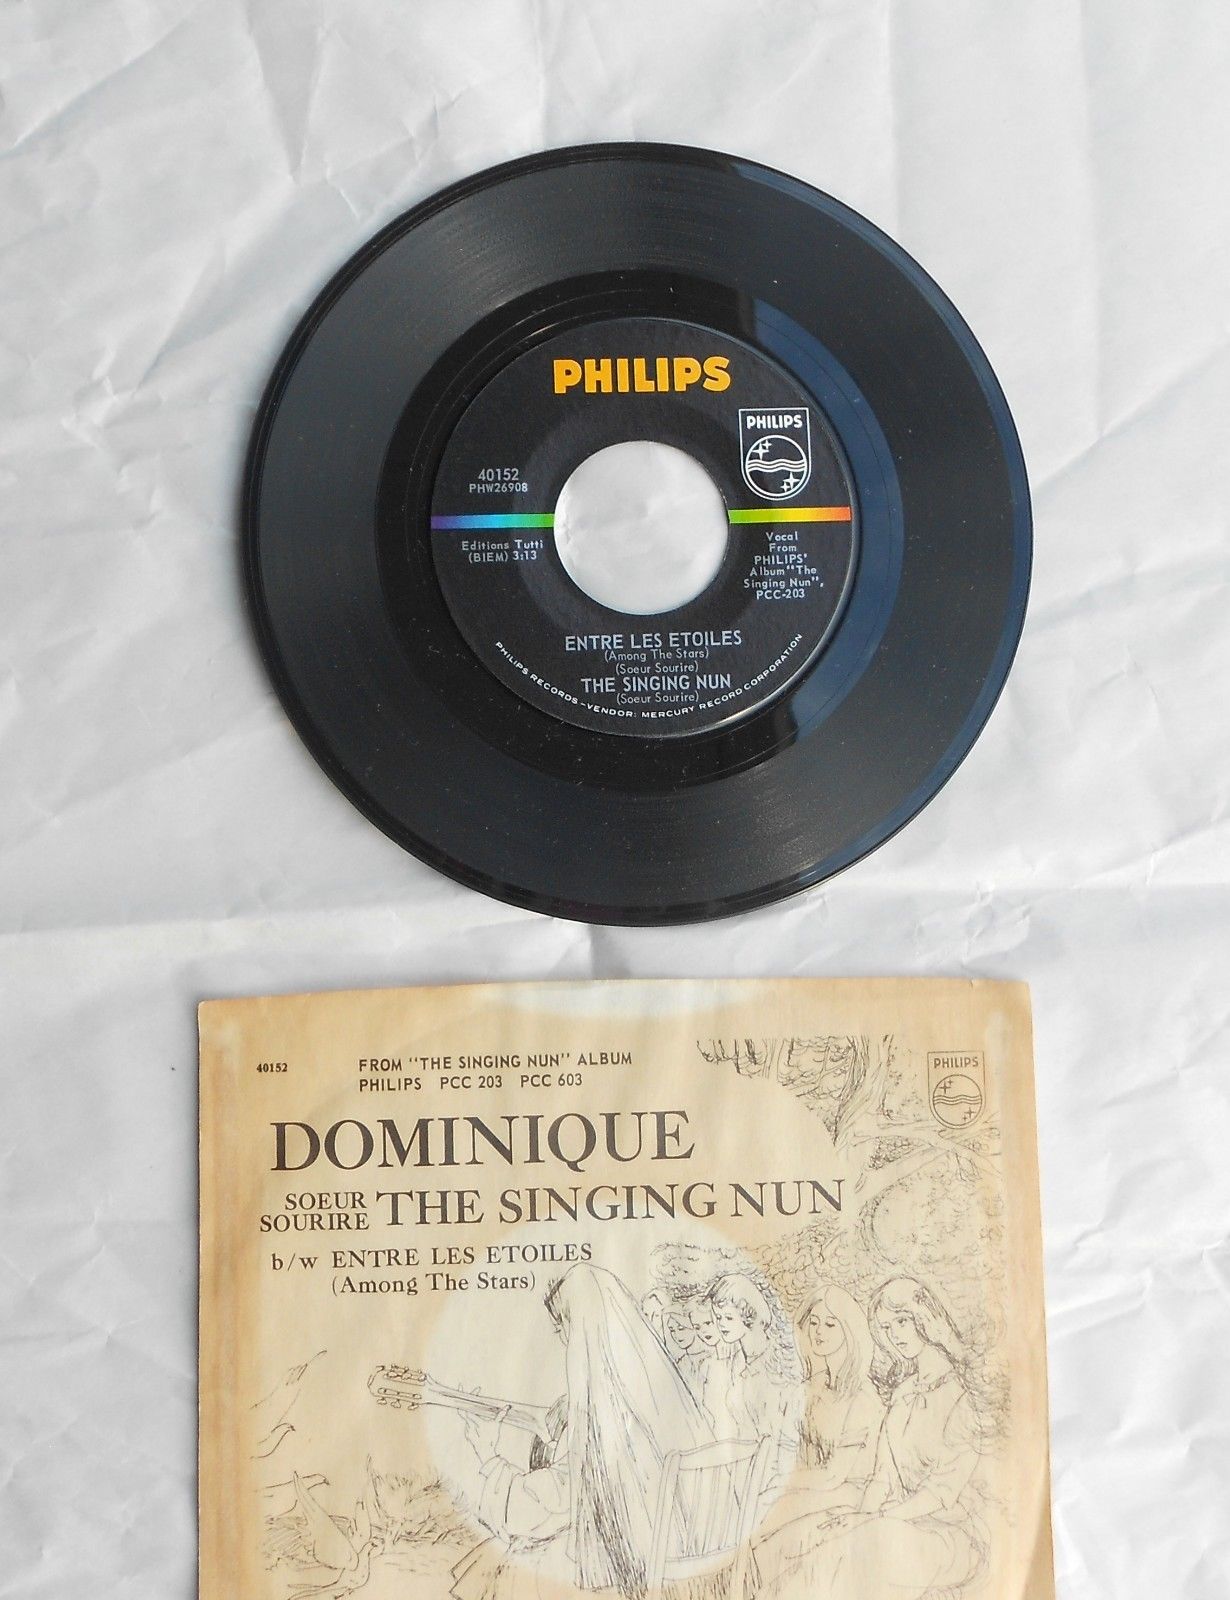 PHILIPS
PHILIPS
40152
PHW26908
Editions Tutti
(BIEM) 3:13
Vocal
From
PHILIPS'
Album "The
Singing Nun",
PCC-203
ENTRE LES ETOILES
(Among The Stars)
(Soeur Sourire)
THE SINGING NUN
(Soeur Sourire)
PHILIPS RECORDS - VENDOR: MERCURY RECORD CORPORATION
40152
FROM "THE SINGING NUN" ALBUM
PHILIPS PCC 203 PCC 603
PHILIPS
DOMINIQUE
SOEUR
SOURIRE THE SINGING NUN
b/w ENTRE LES ETOILES
(Among The Stars)